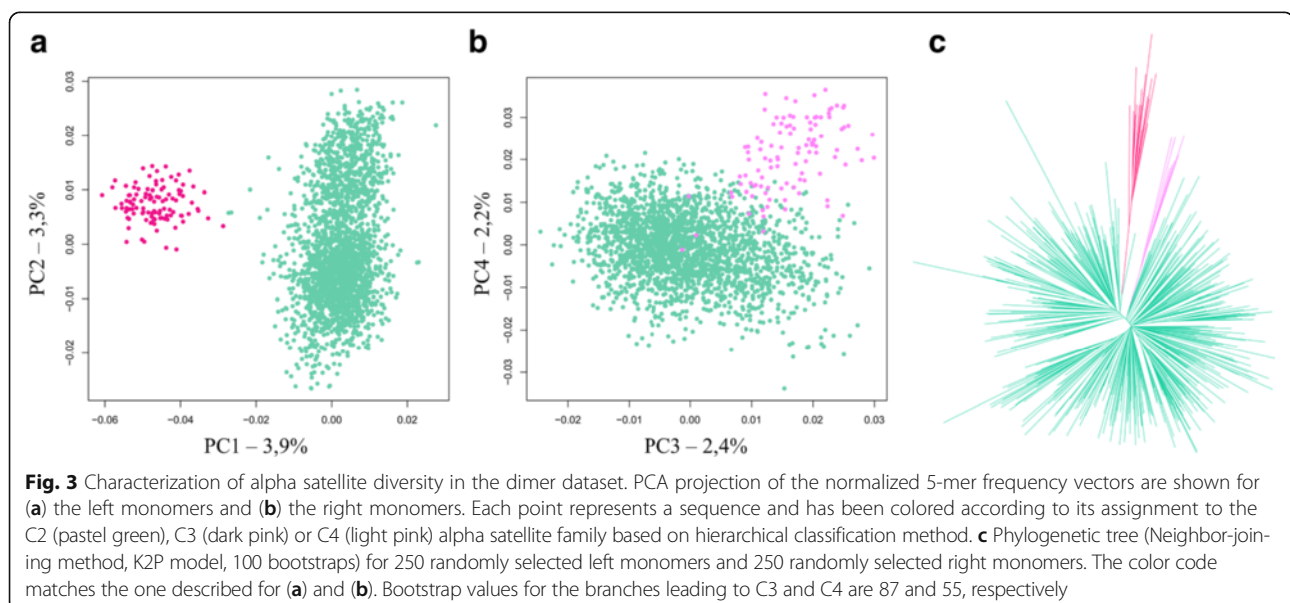 a
b
c
0.03
0.02
0.01
0.00
−0.01
−0.02
PC2 – 3,3%
−0.06
−0.04
−0.02
0.00
0.02
PC1 – 3,9%
0.03
0.02
0.01
0.00
−0.01
−0.02
−0.03
PC4 – 2,2%
−0.02
−0.01
0.00
0.01
0.02
0.03
PC3 – 2,4%
Fig. 3 Characterization of alpha satellite diversity in the dimer dataset. PCA projection of the normalized 5-mer frequency vectors are shown for
(a) the left monomers and (b) the right monomers. Each point represents a sequence and has been colored according to its assignment to the
C2 (pastel green), C3 (dark pink) or C4 (light pink) alpha satellite family based on hierarchical classification method. c Phylogenetic tree (Neighbor-join-
ing method, K2P model, 100 bootstraps) for 250 randomly selected left monomers and 250 randomly selected right monomers. The color code
matches the one described for (a) and (b). Bootstrap values for the branches leading to C3 and C4 are 87 and 55, respectively